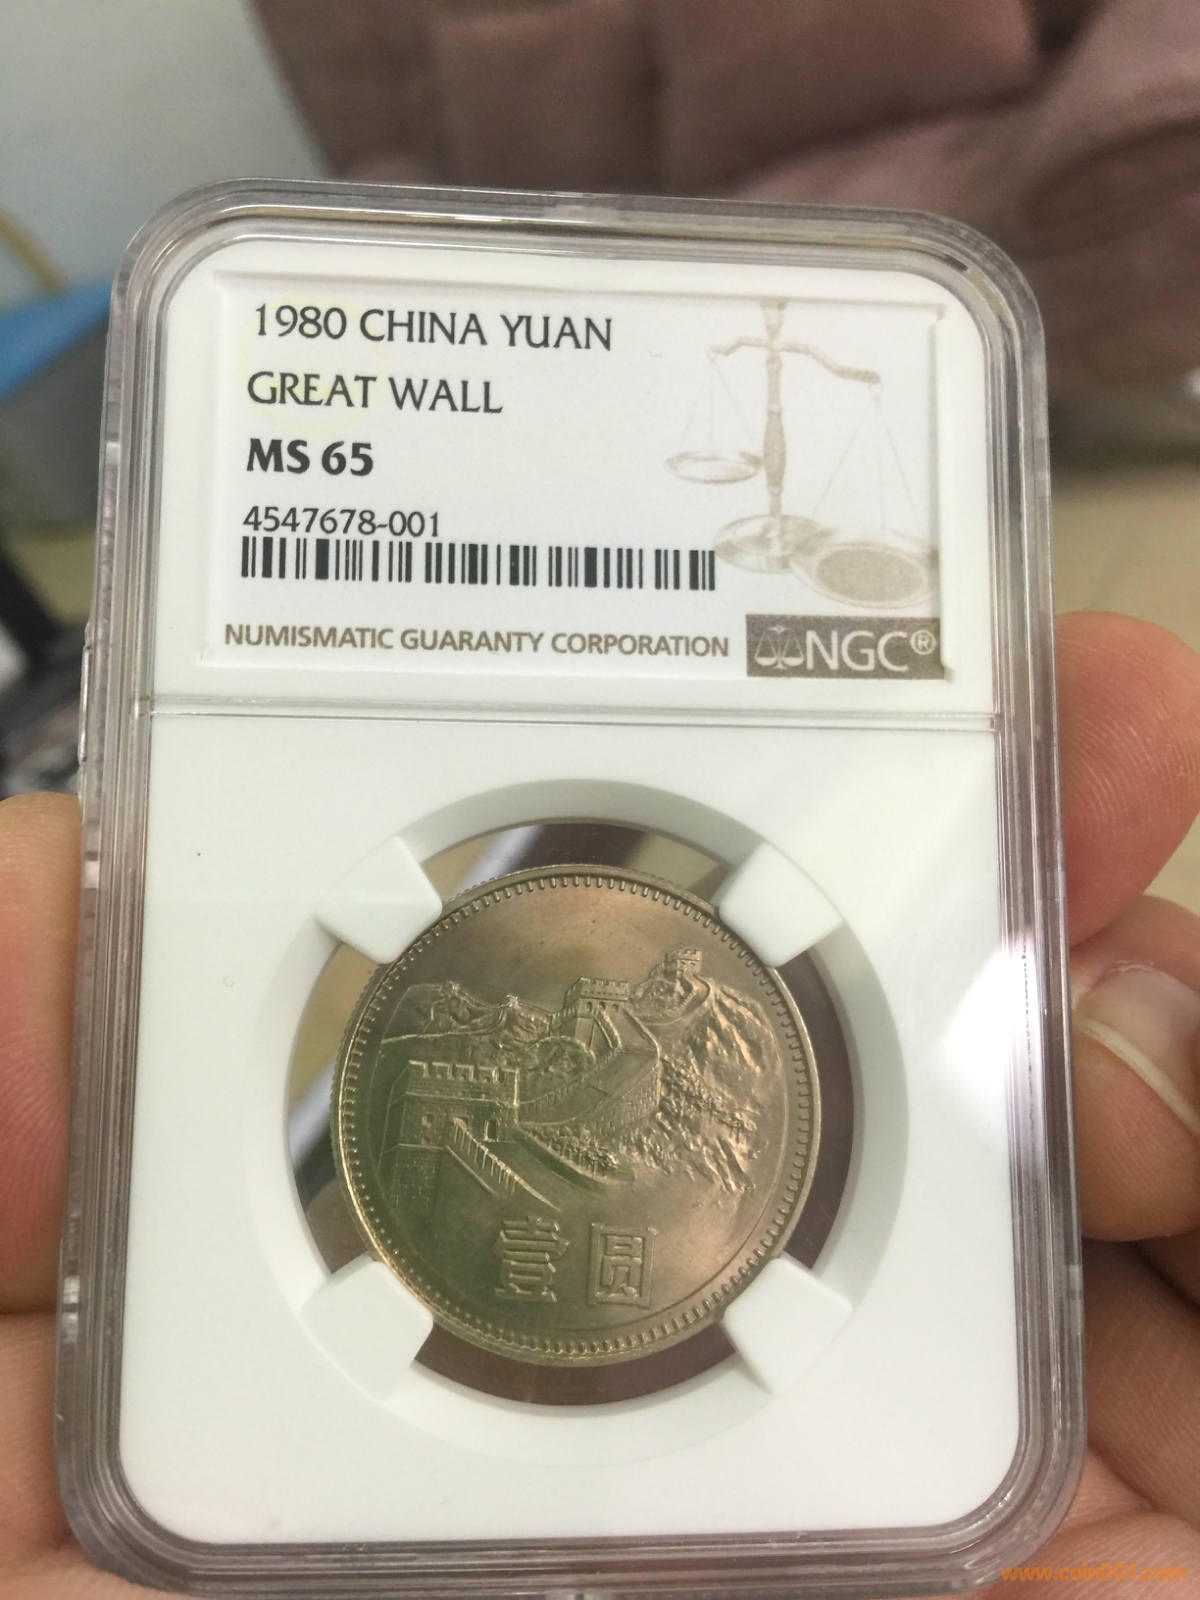 1980 CHINA YUAN
GREAT WALL
MS 65
4547678-001
NUMISMATIC GUARANTY CORPORATION
NGC®
壹圆
www.coin001.com